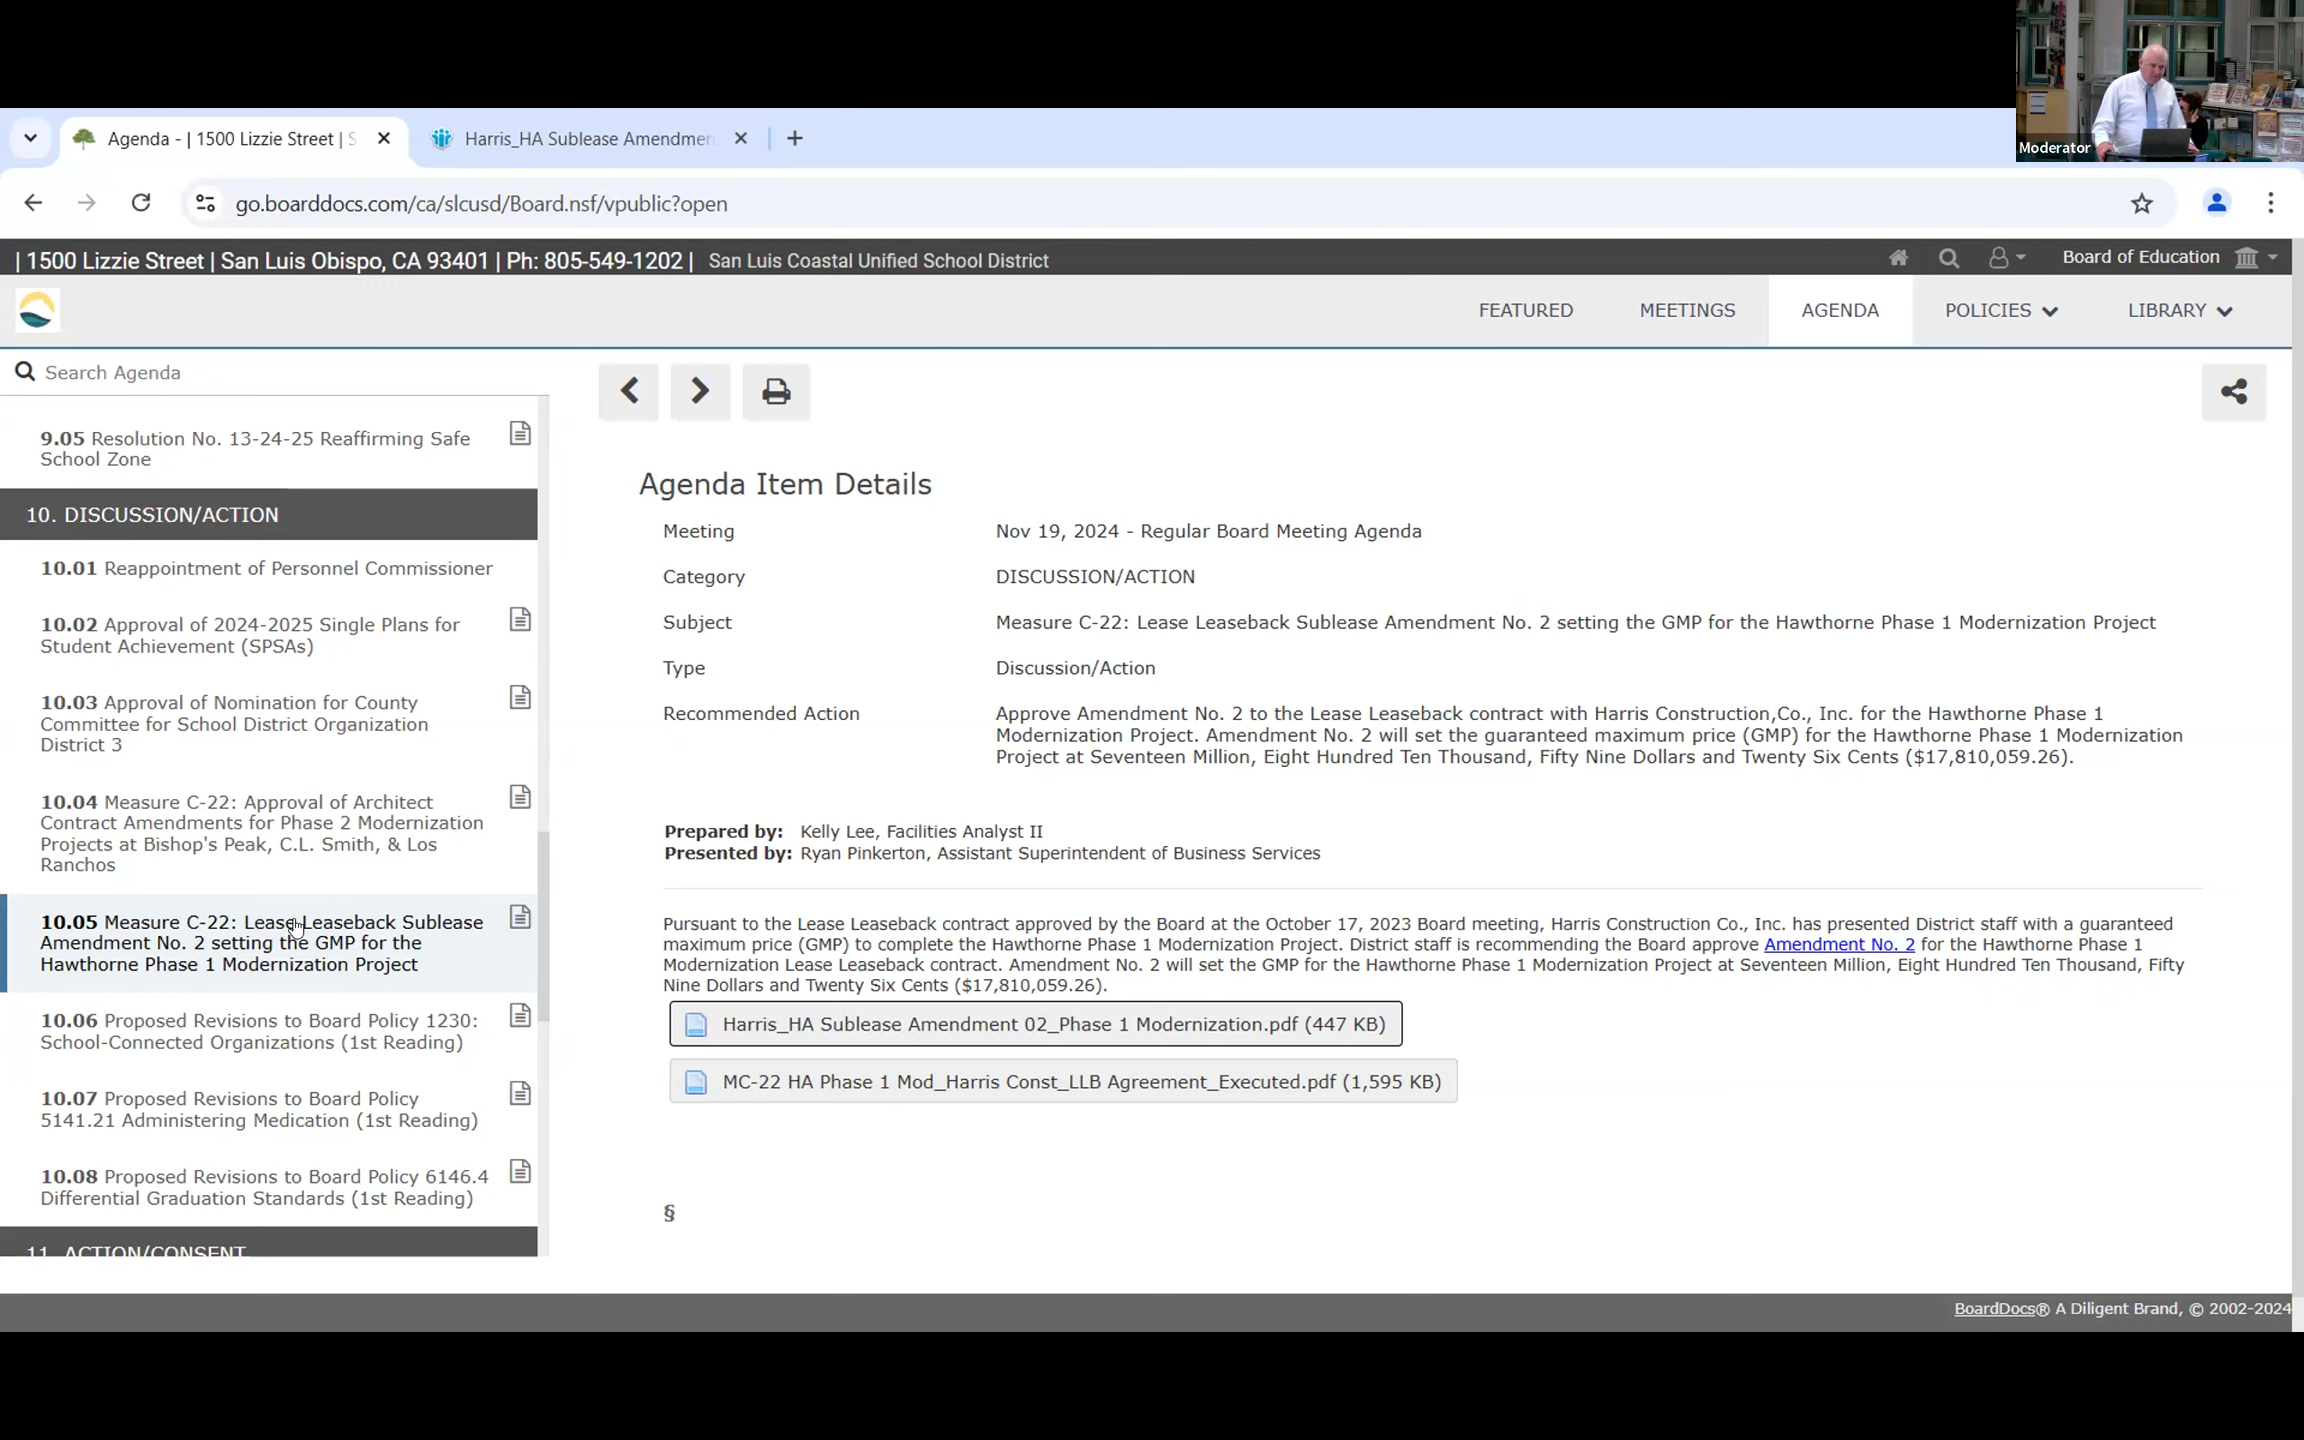 Moderator
Agenda - | 1500 Lizzie Street | S
Harris_HA Sublease Amendmen
go.boarddocs.com/ca/slcusd/Board.nsf/vpublic?open
| 1500 Lizzie Street | San Luis Obispo, CA 93401 | Ph: 805-549-1202 | San Luis Coastal Unified School District
Board of Education
FEATURED
MEETINGS
AGENDA
POLICIES
LIBRARY
Search Agenda
9.05 Resolution No. 13-24-25 Reaffirming Safe
School Zone
10. DISCUSSION/ACTION
10.01 Reappointment of Personnel Commissioner
10.02 Approval of 2024-2025 Single Plans for
Student Achievement (SPSAs)
10.03 Approval of Nomination for County
Committee for School District Organization
District 3
10.04 Measure C-22: Approval of Architect
Contract Amendments for Phase 2 Modernization
Projects at Bishop's Peak, C.L. Smith, & Los
Ranchos
10.05 Measure C-22: Lease Leaseback Sublease
Amendment No. 2 setting the GMP for the
Hawthorne Phase 1 Modernization Project
10.06 Proposed Revisions to Board Policy 1230:
School-Connected Organizations (1st Reading)
10.07 Proposed Revisions to Board Policy
5141.21 Administering Medication (1st Reading)
10.08 Proposed Revisions to Board Policy 6146.4
Differential Graduation Standards (1st Reading)
11. ACTION/CONSENT
Agenda Item Details
Meeting
Nov 19, 2024 - Regular Board Meeting Agenda
Category
DISCUSSION/ACTION
Subject
Measure C-22: Lease Leaseback Sublease Amendment No. 2 setting the GMP for the Hawthorne Phase 1 Modernization Project
Type
Discussion/Action
Recommended Action
Approve Amendment No. 2 to the Lease Leaseback contract with Harris Construction,Co., Inc. for the Hawthorne Phase 1
Modernization Project. Amendment No. 2 will set the guaranteed maximum price (GMP) for the Hawthorne Phase 1 Modernization
Project at Seventeen Million, Eight Hundred Ten Thousand, Fifty Nine Dollars and Twenty Six Cents ($17,810,059.26).
Prepared by: Kelly Lee, Facilities Analyst II
Presented by: Ryan Pinkerton, Assistant Superintendent of Business Services
Pursuant to the Lease Leaseback contract approved by the Board at the October 17, 2023 Board meeting, Harris Construction Co., Inc. has presented District staff with a guaranteed
maximum price (GMP) to complete the Hawthorne Phase 1 Modernization Project. District staff is recommending the Board approve Amendment No. 2 for the Hawthorne Phase 1
Modernization Lease Leaseback contract. Amendment No. 2 will set the GMP for the Hawthorne Phase 1 Modernization Project at Seventeen Million, Eight Hundred Ten Thousand, Fifty
Nine Dollars and Twenty Six Cents ($17,810,059.26).
Harris_HA Sublease Amendment 02_Phase 1 Modernization.pdf (447 KB)
MC-22 HA Phase 1 Mod_Harris Const_LLB Agreement_Executed.pdf (1,595 KB)
§
BoardDocs® A Diligent Brand, © 2002-2024